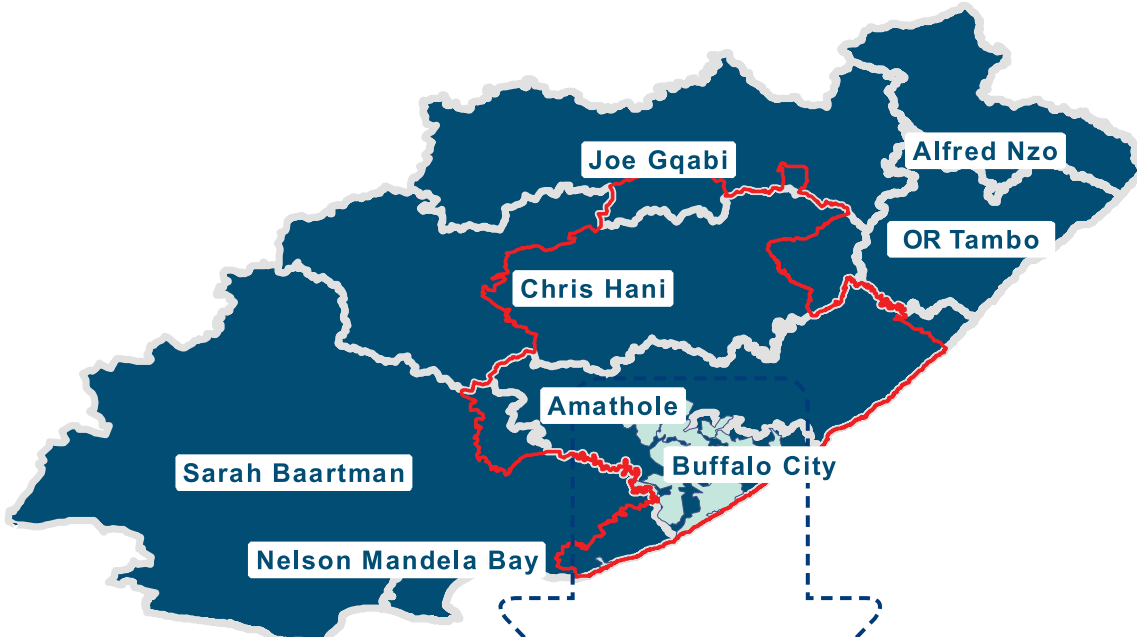 Joe Gqabi
Alfred Nzo
OR Tambo
Chris Hani
Amathole
Buffalo City
Sarah Baartman
Nelson Mandela Bay